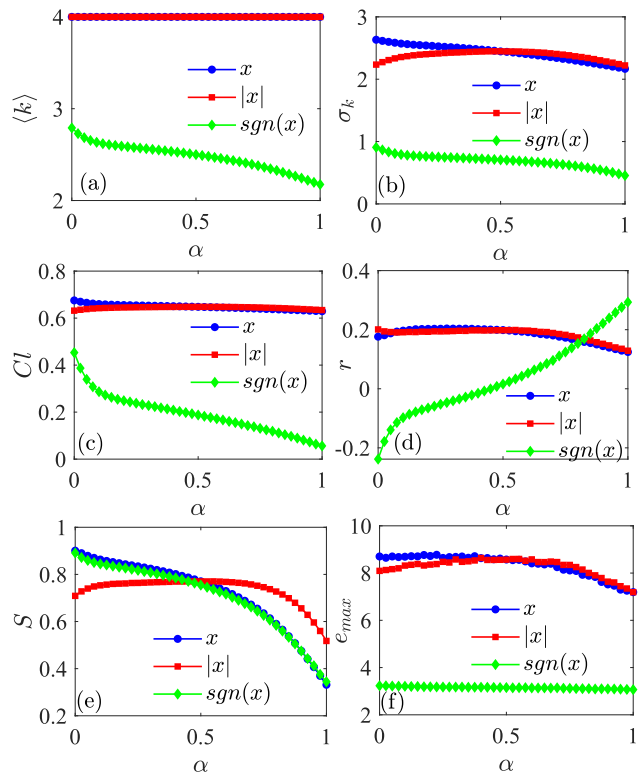 4
3
2
⟨k⟩
x
|x|
sgn(x)
(a)
0
0.5
1
α
3
2
1
0
σ_k
x
|x|
sgn(x)
(b)
0
0.5
1
α
0.8
0.6
0.4
0.2
0
Cl
x
|x|
sgn(x)
(c)
0
0.5
1
α
0.4
0.2
0
-0.2
r
x
|x|
sgn(x)
(d)
0
0.5
1
α
1
0.8
0.6
0.4
0.2
S
x
|x|
sgn(x)
(e)
0
0.5
1
α
10
8
6
4
2
e_max
x
|x|
sgn(x)
(f)
0
0.5
1
α